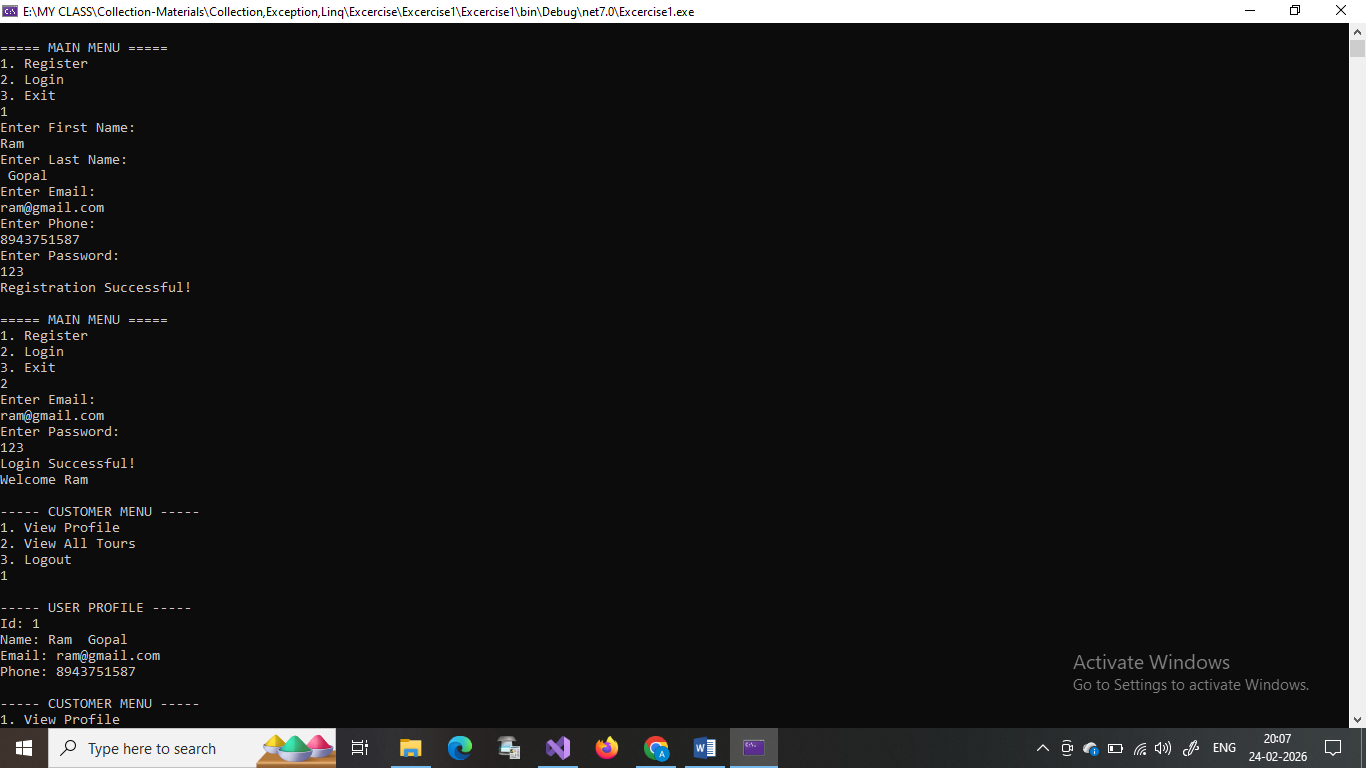 E:\MY CLASS\Collection-Materials\Collection,Exception,Linq\Excercise\Excercise1\Excercise1\bin\Debug\net7.0\Excercise1.exe
===== MAIN MENU =====
1. Register
2. Login
3. Exit
1
Enter First Name:
Ram
Enter Last Name:
 Gopal
Enter Email:
ram@gmail.com
Enter Phone:
8943751587
Enter Password:
123
Registration Successful!
===== MAIN MENU =====
1. Register
2. Login
3. Exit
2
Enter Email:
ram@gmail.com
Enter Password:
123
Login Successful!
Welcome Ram
----- CUSTOMER MENU -----
1. View Profile
2. View All Tours
3. Logout
1
----- USER PROFILE -----
Id: 1
Name: Ram  Gopal
Email: ram@gmail.com
Phone: 8943751587
----- CUSTOMER MENU -----
1. View Profile
Activate Windows
Go to Settings to activate Windows.
Type here to search
ENG
20:07
24-02-2026